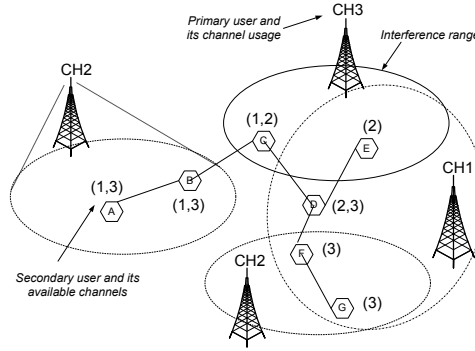 Primary user and
its channel usage
CH3
Interference range
CH2
(1,2)
C
(2)
E
CH1
(1,3)
B
(1,3)
A
D
(2,3)
(3)
F
CH2
Secondary user and its
available channels
G
(3)